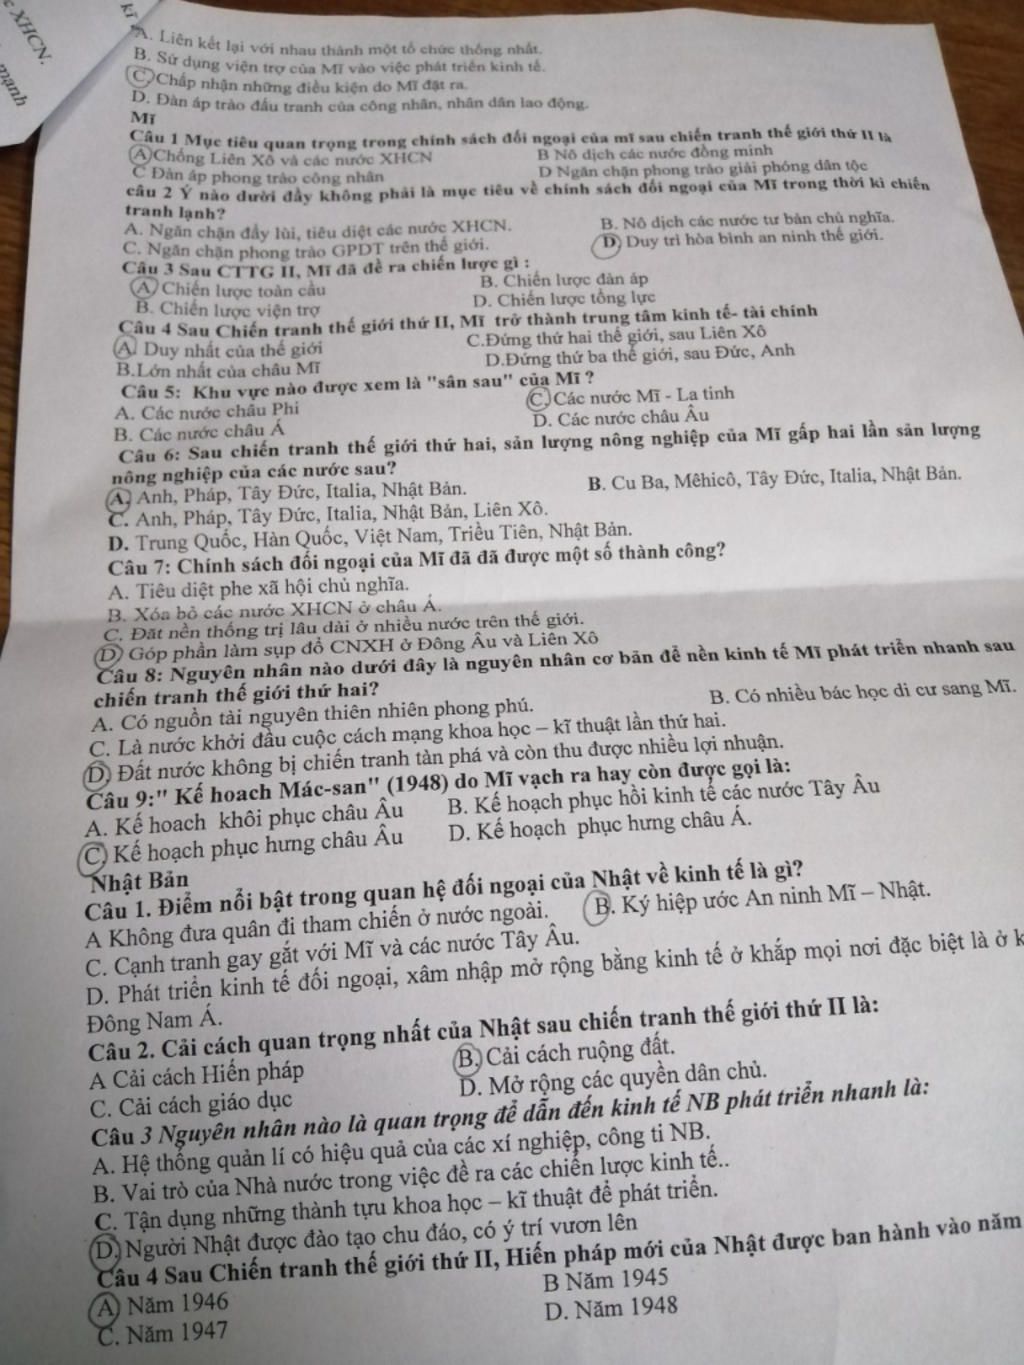 XHCN.
mạnh
kĩ
A. Liên kết lại với nhau thành một tổ chức thống nhất.
B. Sử dụng viện trợ của Mĩ vào việc phát triển kinh tế.
C. Chấp nhận những điều kiện do Mĩ đặt ra.
D. Đàn áp trào đấu tranh của công nhân, nhân dân lao động.
Mĩ
Câu 1 Mục tiêu quan trọng trong chính sách đối ngoại của mĩ sau chiến tranh thế giới thứ II là
A Chống Liên Xô và các nước XHCN B Nô dịch các nước đồng minh
C Đàn áp phong trào công nhân D Ngăn chặn phong trào giải phóng dân tộc
câu 2 Ý nào dưới đây không phải là mục tiêu về chính sách đối ngoại của Mĩ trong thời kì chiến
tranh lạnh?
A. Ngăn chặn đẩy lùi, tiêu diệt các nước XHCN. B. Nô dịch các nước tư bản chủ nghĩa.
C. Ngăn chặn phong trào GPDT trên thế giới. D. Duy trì hòa bình an ninh thế giới.
Câu 3 Sau CTTG II, Mĩ đã đề ra chiến lược gì :
A. Chiến lược toàn cầu B. Chiến lược đàn áp
B. Chiến lược viện trợ D. Chiến lược tổng lực
Câu 4 Sau Chiến tranh thế giới thứ II, Mĩ trở thành trung tâm kinh tế- tài chính
A. Duy nhất của thế giới C.Đứng thứ hai thế giới, sau Liên Xô
B.Lớn nhất của châu Mĩ D.Đứng thứ ba thế giới, sau Đức, Anh
Câu 5: Khu vực nào được xem là "sân sau" của Mĩ ?
A. Các nước châu Phi C. Các nước Mĩ - La tinh
B. Các nước châu Á D. Các nước châu Âu
Câu 6: Sau chiến tranh thế giới thứ hai, sản lượng nông nghiệp của Mĩ gấp hai lần sản lượng
nông nghiệp của các nước sau?
A. Anh, Pháp, Tây Đức, Italia, Nhật Bản. B. Cu Ba, Mêhicô, Tây Đức, Italia, Nhật Bản.
C. Anh, Pháp, Tây Đức, Italia, Nhật Bản, Liên Xô.
D. Trung Quốc, Hàn Quốc, Việt Nam, Triều Tiên, Nhật Bản.
Câu 7: Chính sách đối ngoại của Mĩ đã đã được một số thành công?
A. Tiêu diệt phe xã hội chủ nghĩa.
B. Xóa bỏ các nước XHCN ở châu Á.
C. Đăt nền thống trị lâu dài ở nhiều nước trên thế giới.
D) Góp phần làm sụp đổ CNXH ở Đông Âu và Liên Xô
Câu 8: Nguyên nhân nào dưới đây là nguyên nhân cơ bản để nền kinh tế Mĩ phát triển nhanh sau
chiến tranh thế giới thứ hai?
A. Có nguồn tài nguyên thiên nhiên phong phú. B. Có nhiều bác học di cư sang Mĩ.
C. Là nước khởi đầu cuộc cách mạng khoa học – kĩ thuật lần thứ hai.
D. Đất nước không bị chiến tranh tàn phá và còn thu được nhiều lợi nhuận.
Câu 9:" Kế hoach Mác-san" (1948) do Mĩ vạch ra hay còn được gọi là:
A. Kế hoach khôi phục châu Âu B. Kế hoạch phục hồi kinh tế các nước Tây Âu
C. Kế hoạch phục hưng châu Âu D. Kế hoạch phục hưng châu Á.
Nhật Bản
Câu 1. Điểm nổi bật trong quan hệ đối ngoại của Nhật về kinh tế là gì?
A Không đưa quân đi tham chiến ở nước ngoài. B. Ký hiệp ước An ninh Mĩ – Nhật.
C. Cạnh tranh gay gắt với Mĩ và các nước Tây Âu.
D. Phát triển kinh tế đối ngoại, xâm nhập mở rộng bằng kinh tế ở khắp mọi nơi đặc biệt là ở k
Đông Nam Á.
Câu 2. Cải cách quan trọng nhất của Nhật sau chiến tranh thế giới thứ II là:
A Cải cách Hiến pháp B. Cải cách ruộng đất.
C. Cải cách giáo dục D. Mở rộng các quyền dân chủ.
Câu 3 Nguyên nhân nào là quan trọng để dẫn đến kinh tế NB phát triển nhanh là:
A. Hệ thống quản lí có hiệu quả của các xí nghiệp, công ti NB.
B. Vai trò của Nhà nước trong việc đề ra các chiến lược kinh tế..
C. Tận dụng những thành tựu khoa học – kĩ thuật để phát triển.
D. Người Nhật được đào tạo chu đáo, có ý trí vươn lên
Câu 4 Sau Chiến tranh thế giới thứ II, Hiến pháp mới của Nhật được ban hành vào năm
A) Năm 1946 B Năm 1945
C. Năm 1947 D. Năm 1948